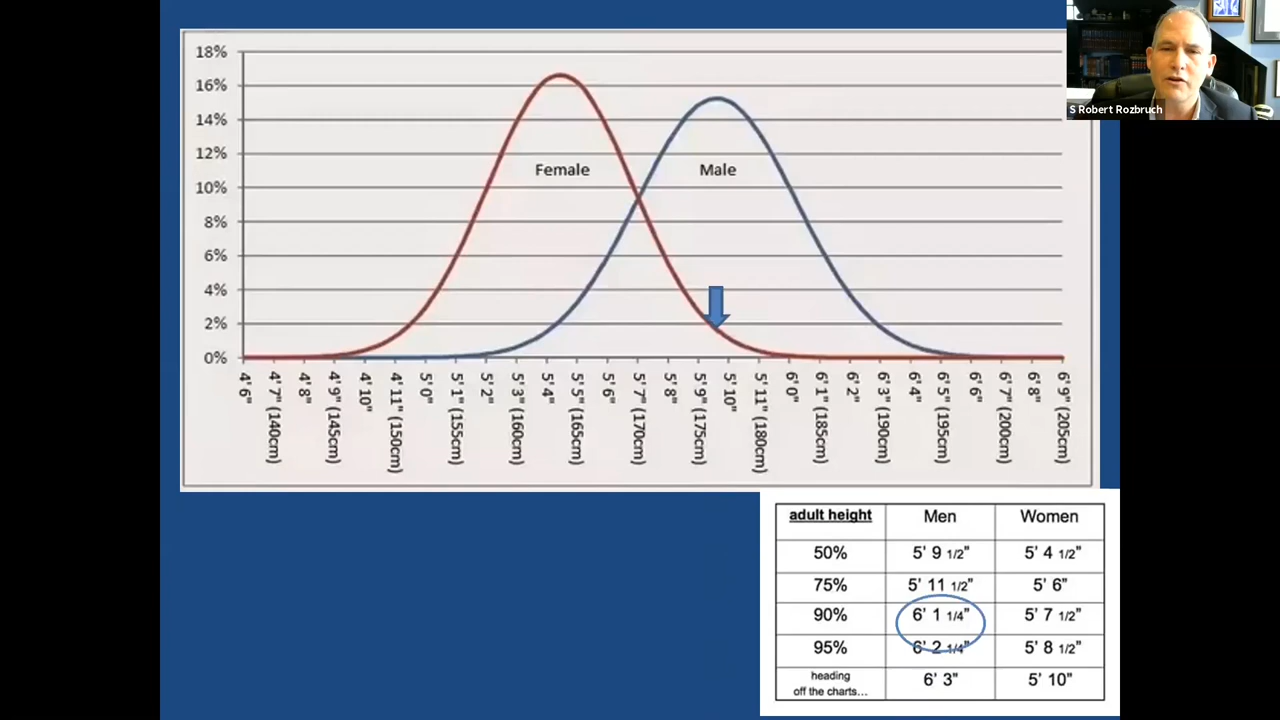 S Robert Rozbruch
18%
16%
14%
12%
10%
8%
6%
4%
2%
0%
Female
Male
4' 6"
4' 7" (140cm)
4' 8"
4' 9" (145cm)
4' 10"
4' 11" (150cm)
5' 0"
5' 1" (155cm)
5' 2"
5' 3" (160cm)
5' 4"
5' 5" (165cm)
5' 6"
5' 7" (170cm)
5' 8"
5' 9" (175cm)
5' 10"
5' 11" (180cm)
6' 0"
6' 1" (185cm)
6' 2"
6' 3" (190cm)
6' 4"
6' 5" (195cm)
6' 6"
6' 7" (200cm)
6' 8"
6' 9" (205cm)
adult height Men Women
50% 5' 9 1/2" 5' 4 1/2"
75% 5' 11 1/2" 5' 6"
90% 6' 1 1/4" 5' 7 1/2"
95% 6' 2 1/4" 5' 8 1/2"
heading
off the charts... 6' 3" 5' 10"